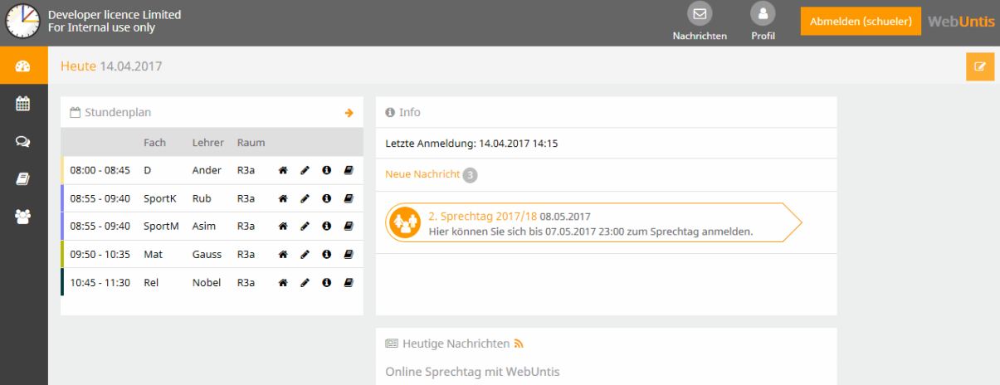 Developer licence Limited
For Internal use only
Nachrichten
Profil
Abmelden (schueler)
WebUntis
Heute 14.04.2017
Stundenplan
Fach Lehrer Raum
08:00 - 08:45 D Ander R3a
08:55 - 09:40 SportK Rub R3a
08:55 - 09:40 SportM Asim R3a
09:50 - 10:35 Mat Gauss R3a
10:45 - 11:30 Rel Nobel R3a
Info
Letzte Anmeldung: 14.04.2017 14:15
Neue Nachricht 3
2. Sprechtag 2017/18 08.05.2017
Hier können Sie sich bis 07.05.2017 23:00 zum Sprechtag anmelden.
Heutige Nachrichten
Online Sprechtag mit WebUntis